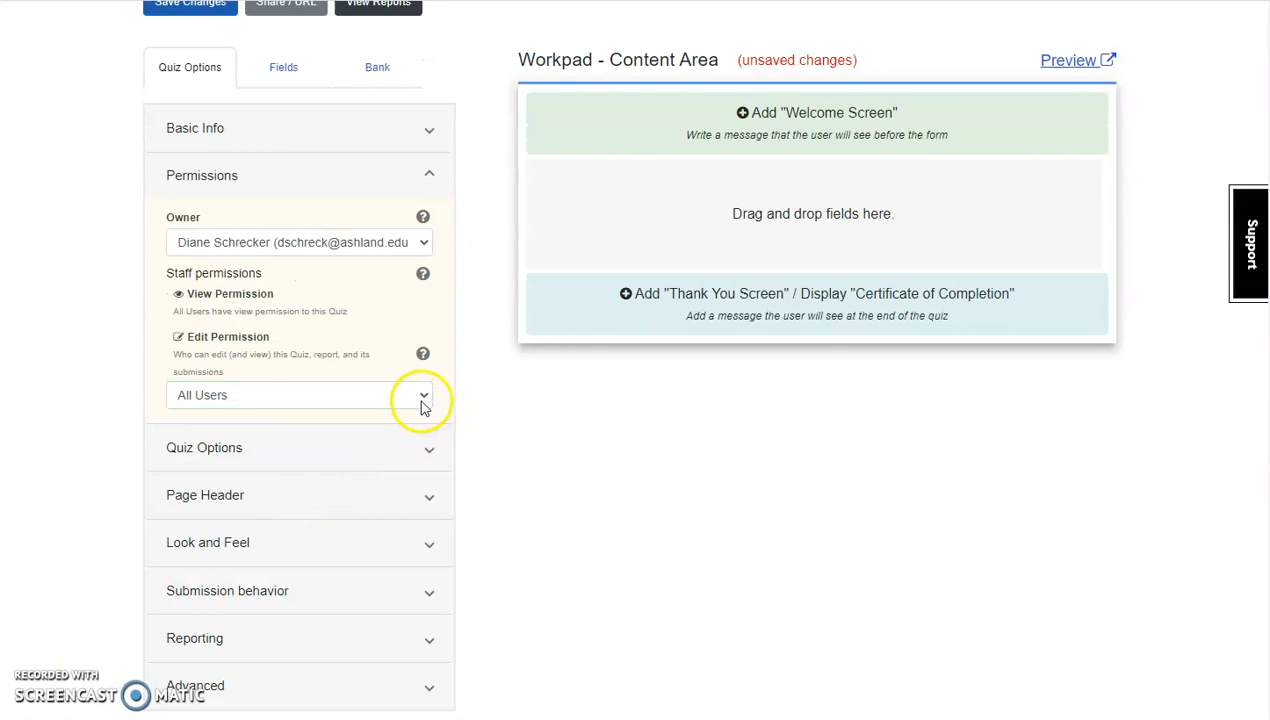 Save Changes
Share / URL
View Reports
Quiz Options
Fields
Bank
Basic Info
Permissions
Owner
Diane Schrecker (dschreck@ashland.edu
Staff permissions
View Permission
All Users have view permission to this Quiz
Edit Permission
Who can edit (and view) this Quiz, report, and its
submissions
All Users
Quiz Options
Page Header
Look and Feel
Submission behavior
Reporting
Advanced
Workpad - Content Area (unsaved changes)
Preview
Add "Welcome Screen"
Write a message that the user will see before the form
Drag and drop fields here.
Add "Thank You Screen" / Display "Certificate of Completion"
Add a message the user will see at the end of the quiz
Support
RECORDED WITH
SCREENCAST MATIC